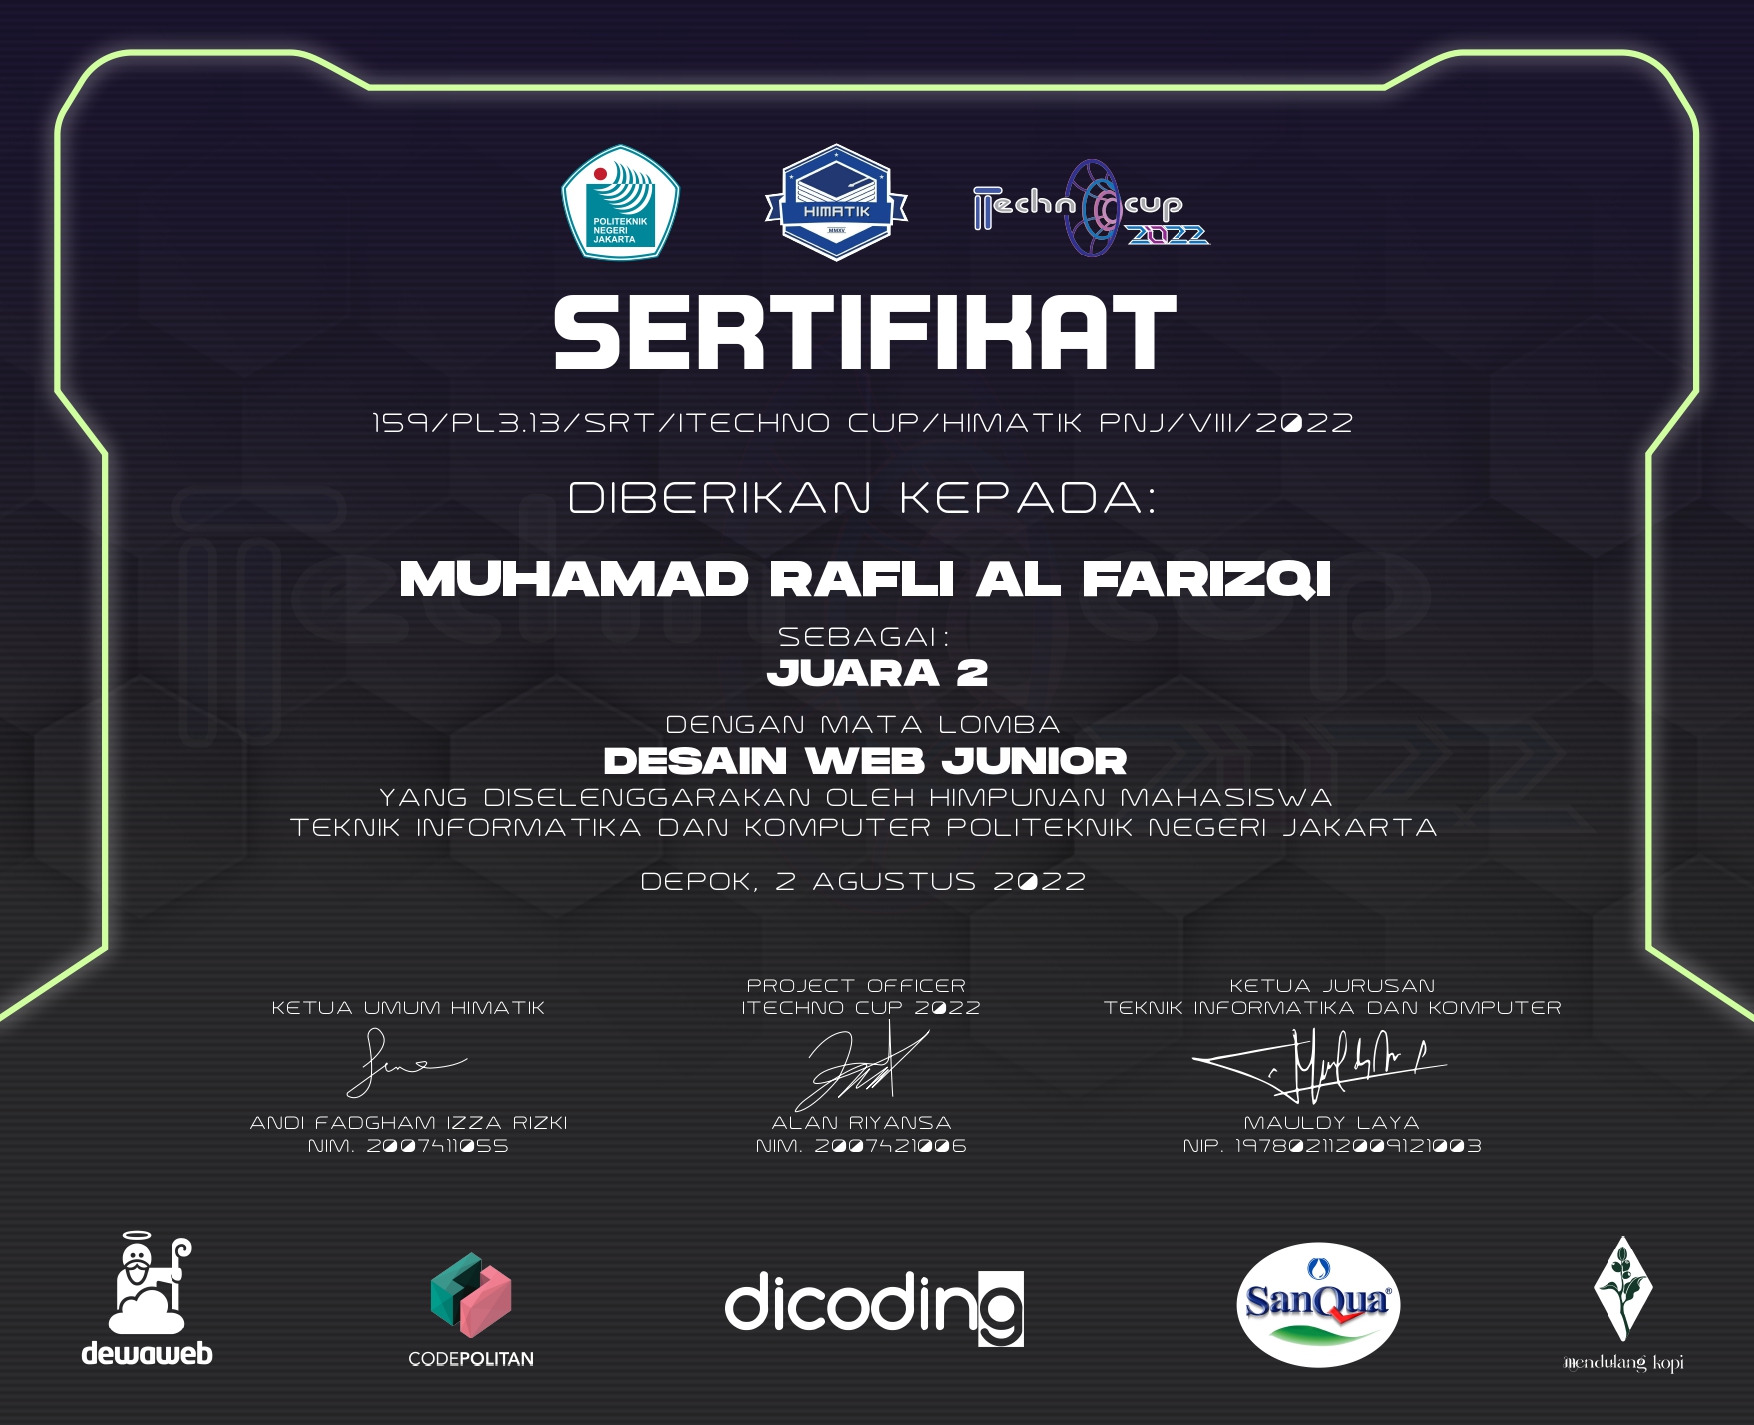 POLITEKNIK
NEGERI
JAKARTA
HIMATIK
MMXV
ITechno cup
2022
SERTIFIKAT
159/PL3.13/SRT/ITECHNO CUP/HIMATIK PNJ/VIII/2022
DIBERIKAN KEPADA:
MUHAMAD RAFLI AL FARIZQI
SEBAGAI:
JUARA 2
DENGAN MATA LOMBA
DESAIN WEB JUNIOR
YANG DISELENGGARAKAN OLEH HIMPUNAN MAHASISWA
TEKNIK INFORMATIKA DAN KOMPUTER POLITEKNIK NEGERI JAKARTA
DEPOK, 2 AGUSTUS 2022
KETUA UMUM HIMATIK
ANDI FADGHAM IZZA RIZKI
NIM. 2007411055
PROJECT OFFICER
ITECHNO CUP 2022
ALAN RIYANSA
NIM. 2007421006
KETUA JURUSAN
TEKNIK INFORMATIKA DAN KOMPUTER
MAULDY LAYA
NIP. 197802112009121003
dewaweb
CODEPOLITAN
dicoding
SanQua®
mendulang kopi